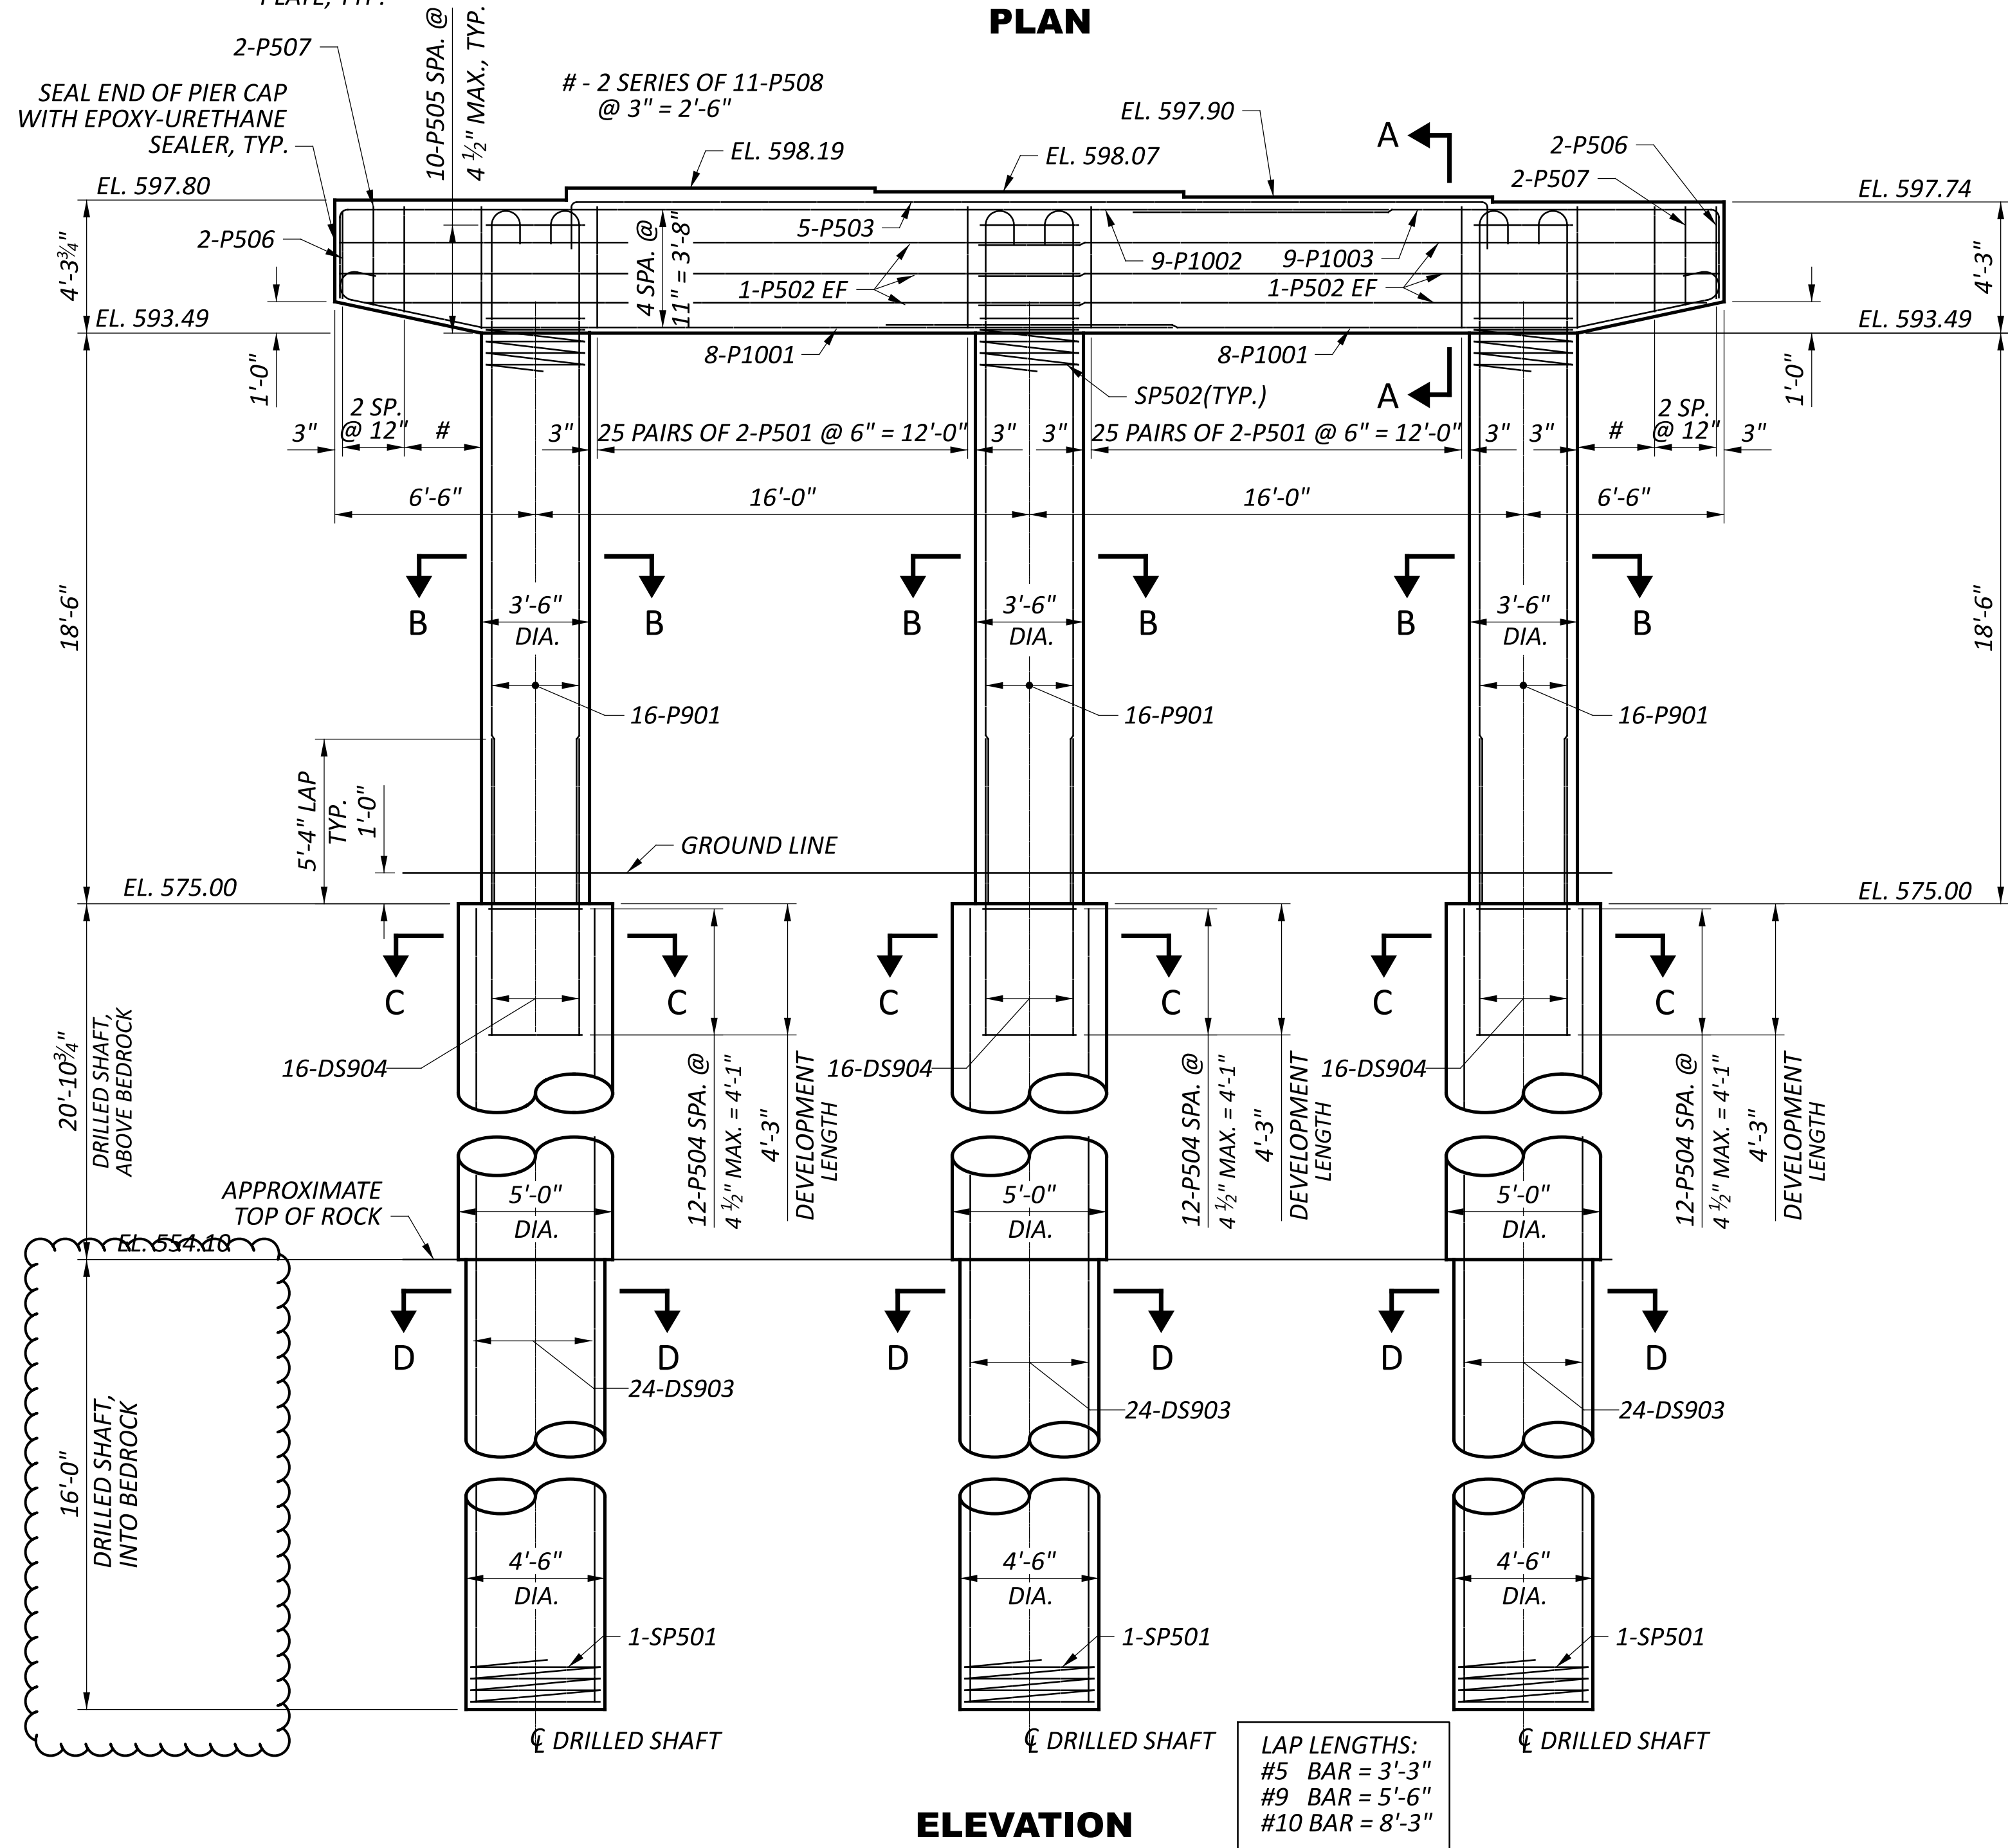 PLATE, TYP.
PLAN
2-P507
10-P505 SPA. @
4 ½" MAX., TYP.
# - 2 SERIES OF 11-P508
@ 3" = 2'-6"
SEAL END OF PIER CAP
WITH EPOXY-URETHANE
SEALER, TYP.
EL. 597.90
A
2-P506
EL. 598.19
EL. 598.07
2-P507
EL. 597.80
EL. 597.74
2-P506
5-P503
4 SPA. @
11" = 3'-8"
9-P1002
9-P1003
1-P502 EF
1-P502 EF
4'-3¾"
4'-3"
EL. 593.49
EL. 593.49
8-P1001
8-P1001
1'-0"
1'-0"
SP502(TYP.)
A
3"
2 SP.
@ 12"
#
3"
25 PAIRS OF 2-P501 @ 6" = 12'-0"
3"
3"
25 PAIRS OF 2-P501 @ 6" = 12'-0"
3"
3"
#
2 SP.
@ 12"
3"
6'-6"
16'-0"
16'-0"
6'-6"
B
B
B
B
B
B
18'-6"
18'-6"
3'-6"
DIA.
3'-6"
DIA.
3'-6"
DIA.
16-P901
16-P901
16-P901
5'-4" LAP
TYP.
1'-0"
GROUND LINE
EL. 575.00
EL. 575.00
C
C
C
C
C
C
20'-10¾"
DRILLED SHAFT,
ABOVE BEDROCK
16-DS904
16-DS904
16-DS904
12-P504 SPA. @
4 ½" MAX. = 4'-1"
4'-3"
DEVELOPMENT
LENGTH
12-P504 SPA. @
4 ½" MAX. = 4'-1"
4'-3"
DEVELOPMENT
LENGTH
12-P504 SPA. @
4 ½" MAX. = 4'-1"
4'-3"
DEVELOPMENT
LENGTH
APPROXIMATE
TOP OF ROCK
5'-0"
DIA.
5'-0"
DIA.
5'-0"
DIA.
EL. 554.10
D
D
D
D
D
D
24-DS903
24-DS903
24-DS903
16'-0"
DRILLED SHAFT,
INTO BEDROCK
4'-6"
DIA.
4'-6"
DIA.
4'-6"
DIA.
1-SP501
1-SP501
1-SP501
℄ DRILLED SHAFT
℄ DRILLED SHAFT
℄ DRILLED SHAFT
LAP LENGTHS:
#5 BAR = 3'-3"
#9 BAR = 5'-6"
#10 BAR = 8'-3"
ELEVATION